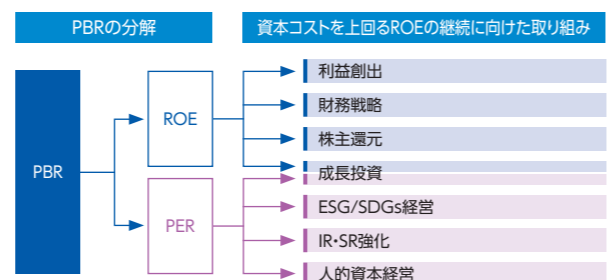 PBRの分解
資本コストを上回るROEの継続に向けた取り組み
PBR
ROE
PER
利益創出
財務戦略
株主還元
成長投資
ESG/SDGs経営
IR・SR強化
人的資本経営